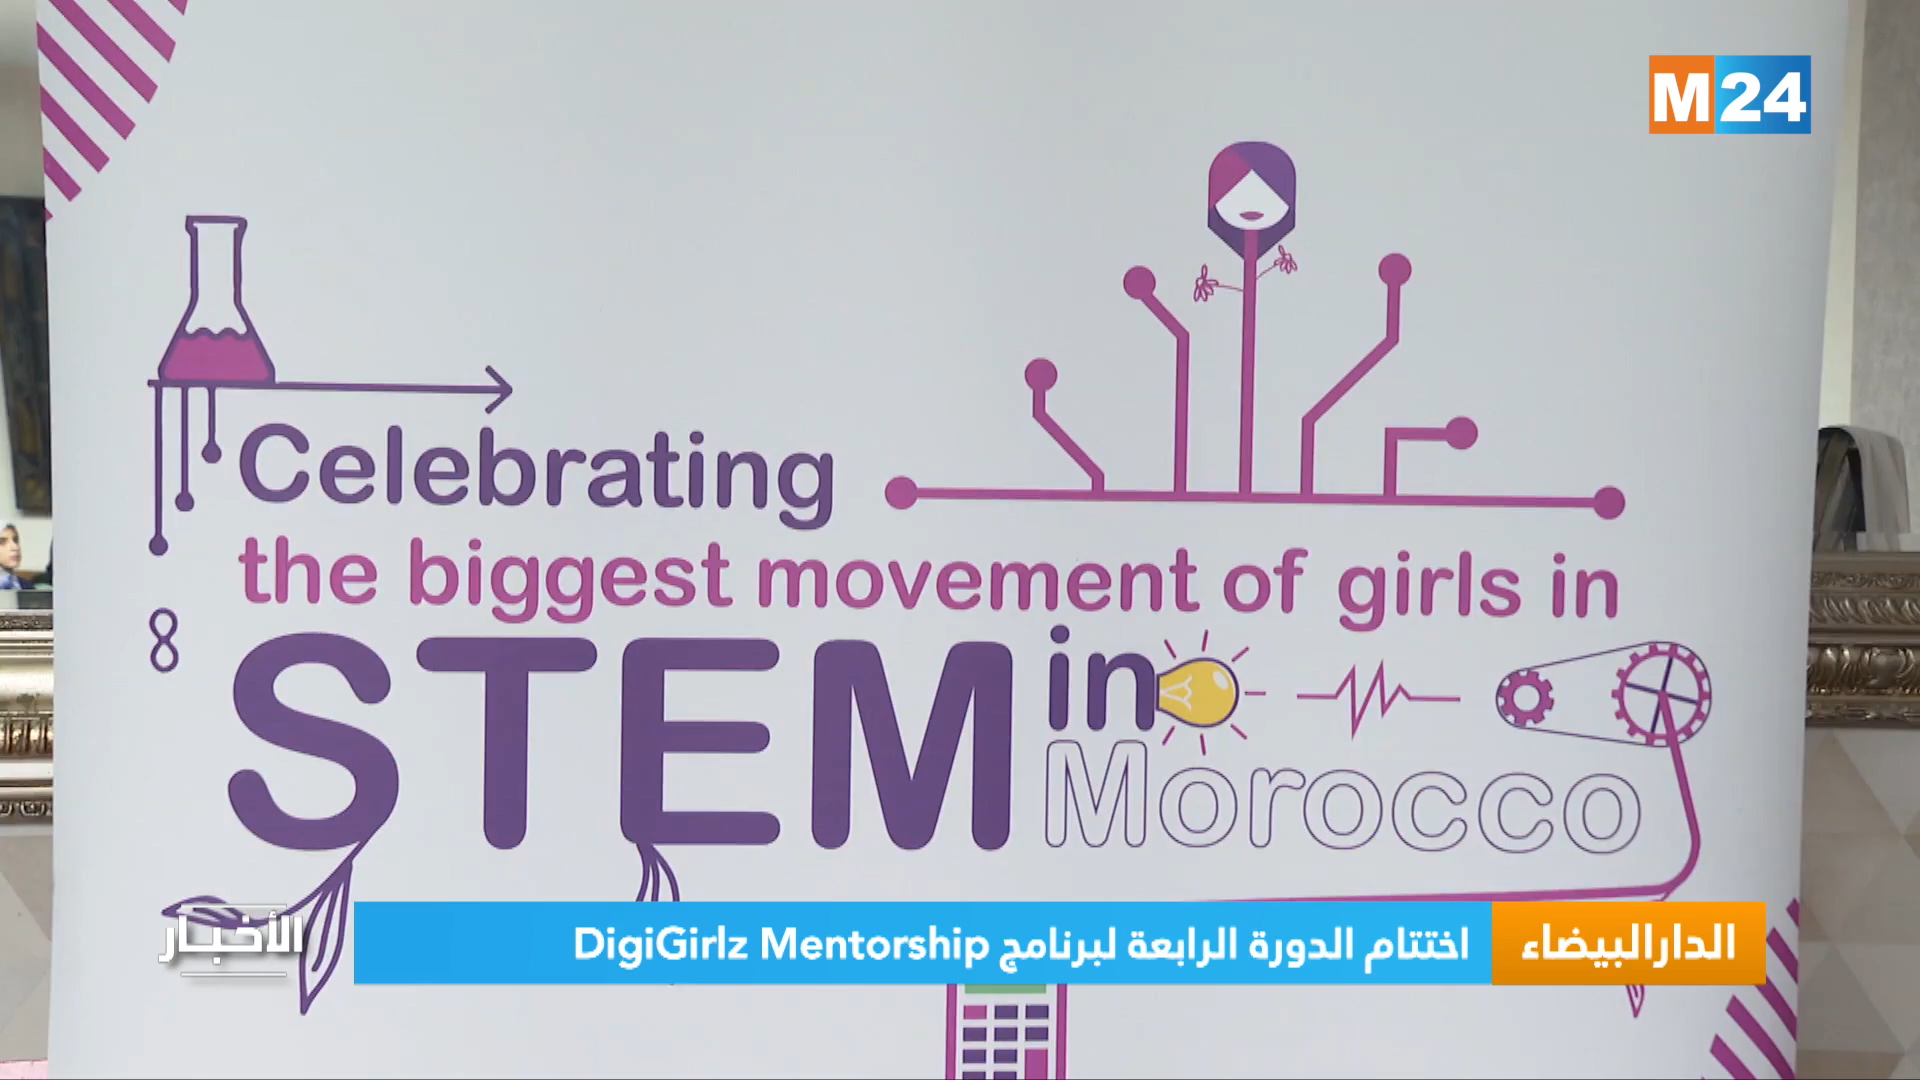 M24
Celebrating
the biggest movement of girls in
STEM in
Morocco
الدارالبيضاء
اختتام الدورة الرابعة لبرنامج DigiGirlz Mentorship
الأخبار